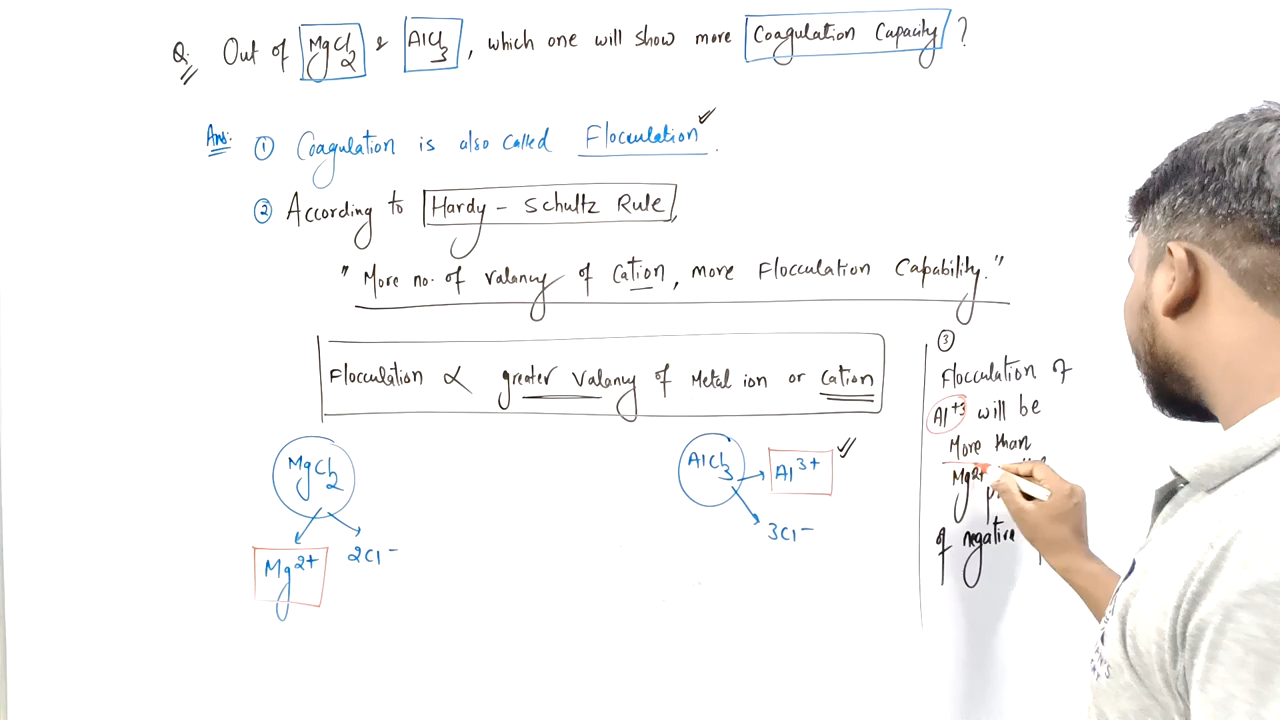 Q. Out of MgCl2 & AlCl3, which one will show more Coagulation Capacity?
Ans: ① Coagulation is also called Flocculation.
② According to Hardy - Schultz Rule,
" More no. of valancy of Cation, more Flocculation Capability."
Flocculation ∝ greater valancy of Metal ion or Cation
MgCl2
Mg2+
2Cl-
AlCl3
Al3+
3Cl-
③
Flocculation of
Al+3 will be
More than
Mg2+
of negative